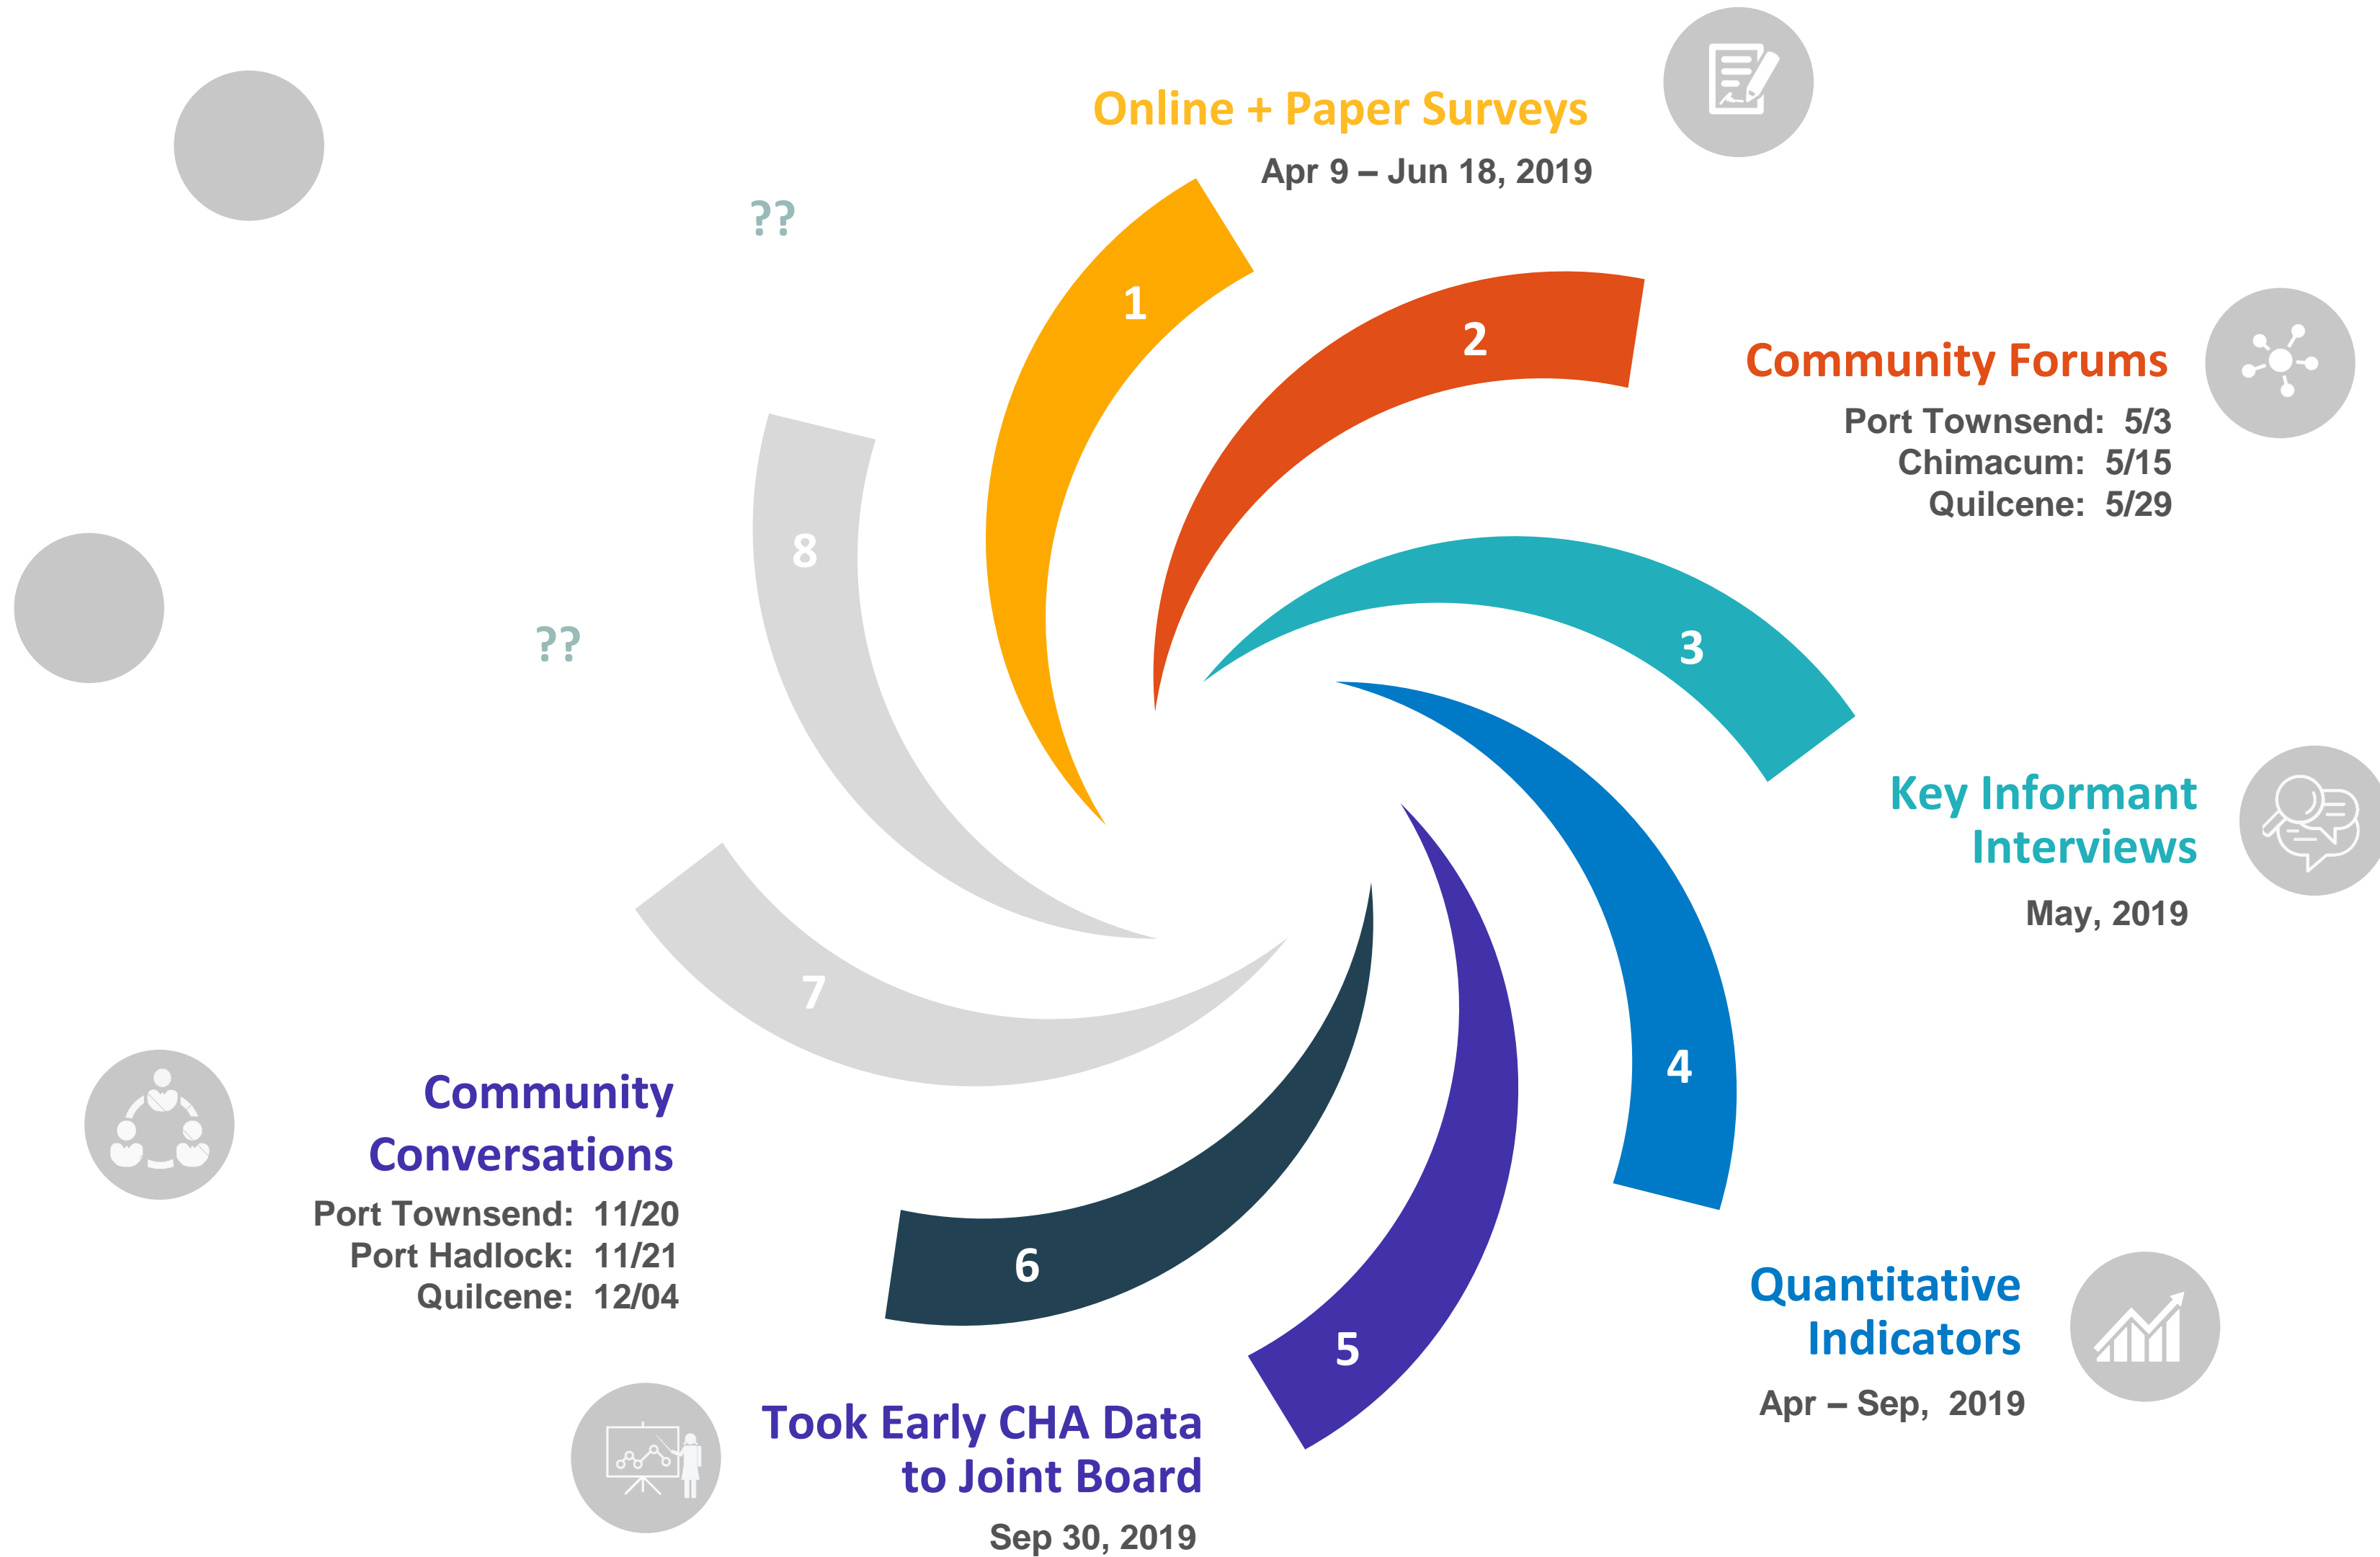 1
Online + Paper Surveys
Apr 9 – Jun 18, 2019
2
Community Forums
Port Townsend:  5/3
Chimacum:  5/15
Quilcene:  5/29
3
Key Informant
Interviews
May, 2019
4
Quantitative
Indicators
Apr – Sep,  2019
5
Took Early CHA Data
to Joint Board
Sep 30, 2019
6
Community
Conversations
Port Townsend:  11/20
Port Hadlock:  11/21
Quilcene:  12/04
7
??
8
??